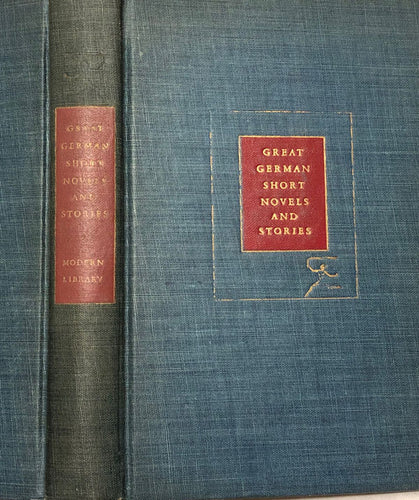 GREAT
GERMAN
SHORT
NOVELS
AND
STORIES
MODERN
LIBRARY
GREAT
GERMAN
SHORT
NOVELS
AND
STORIES